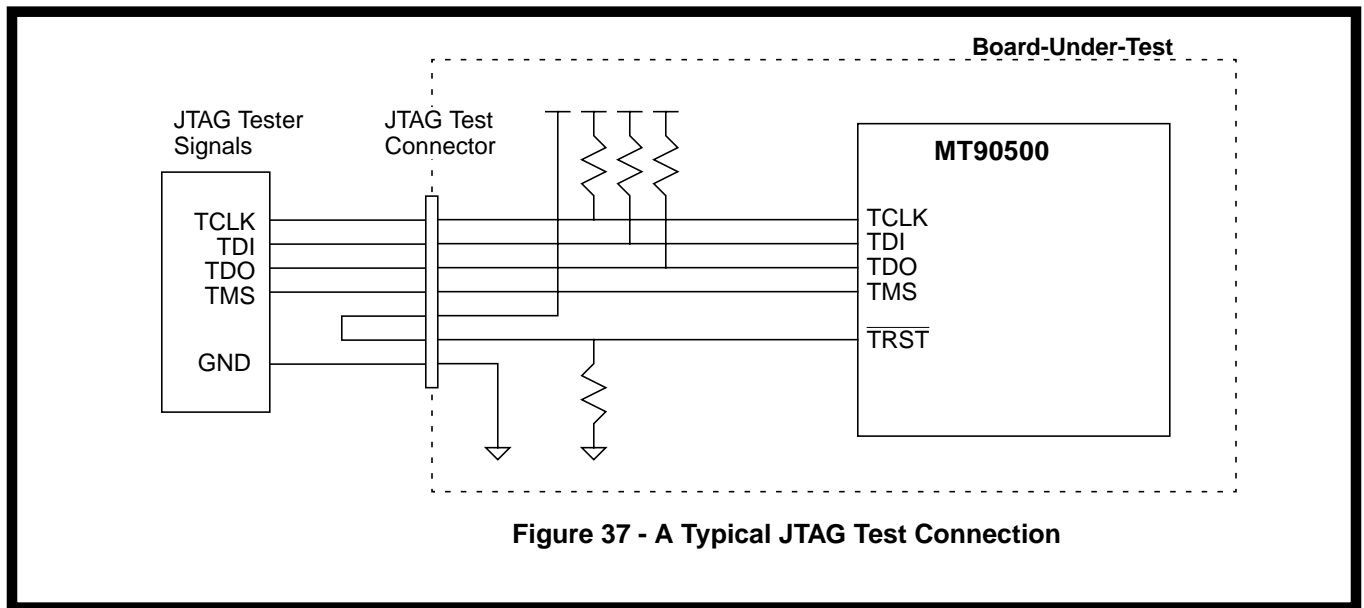 Board-Under-Test
JTAG Tester
Signals
JTAG Test
Connector
MT90500
TCLK
TDI
TDO
TMS
GND
TCLK
TDI
TDO
TMS
TRST
Figure 37 - A Typical JTAG Test Connection